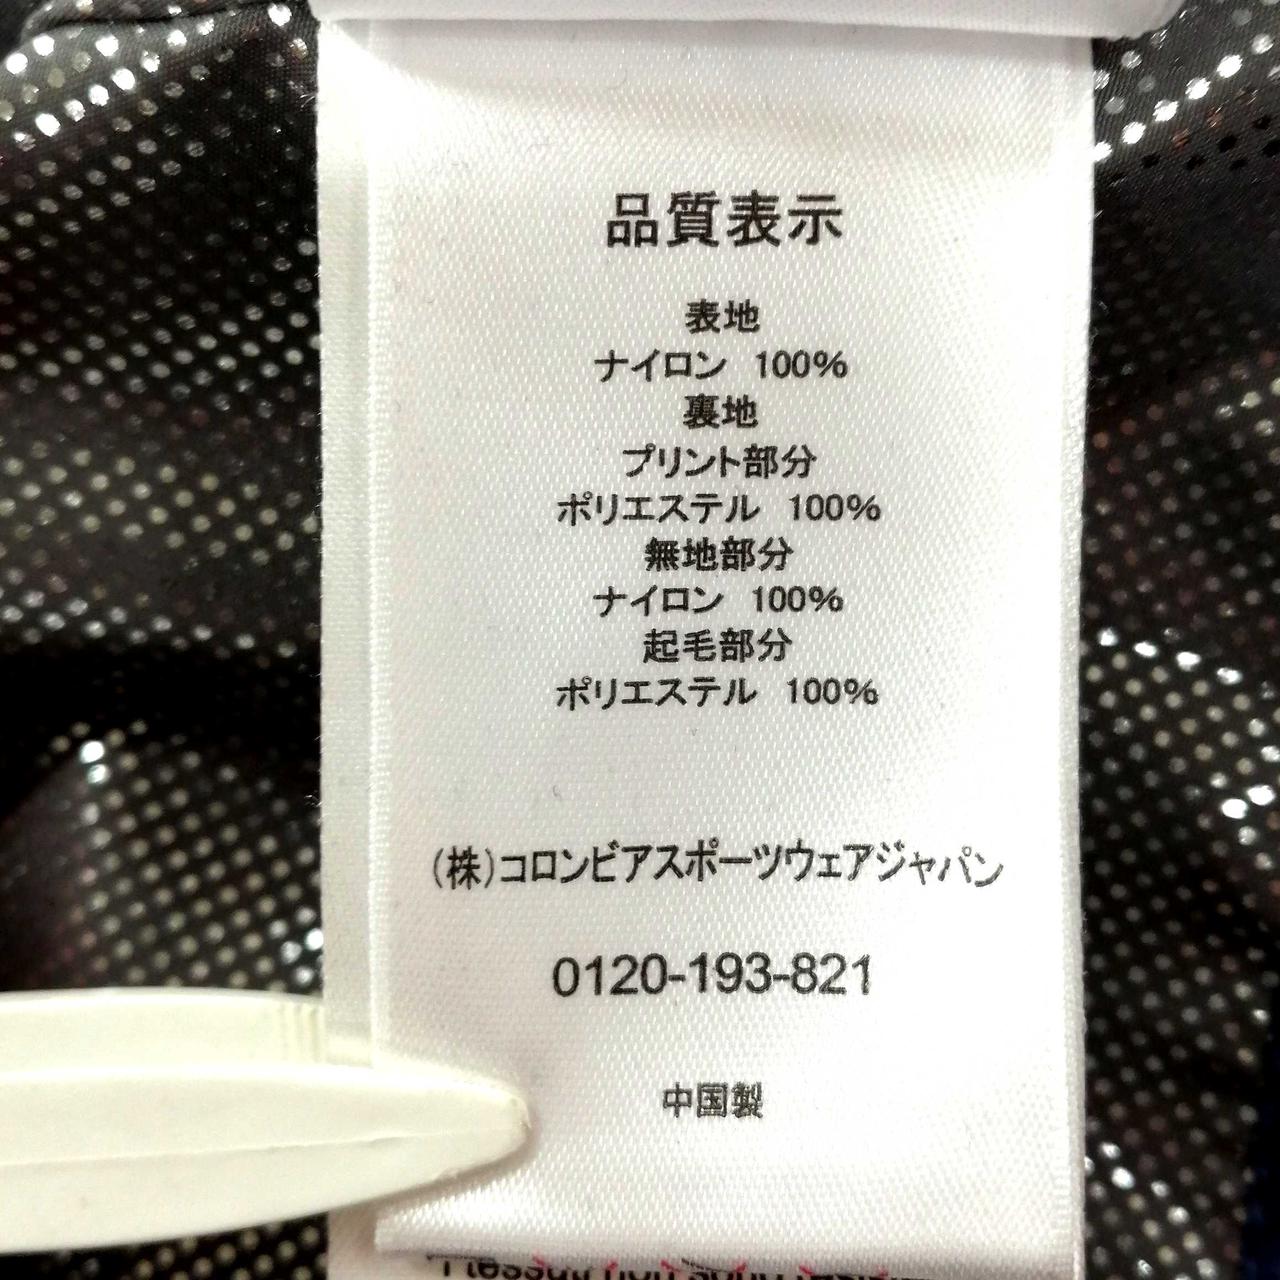 品質表示
表地
ナイロン 100%
裏地
プリント部分
ポリエステル 100%
無地部分
ナイロン 100%
起毛部分
ポリエステル 100%
(株)コロンビアスポーツウェアジャパン
0120-193-821
中国製